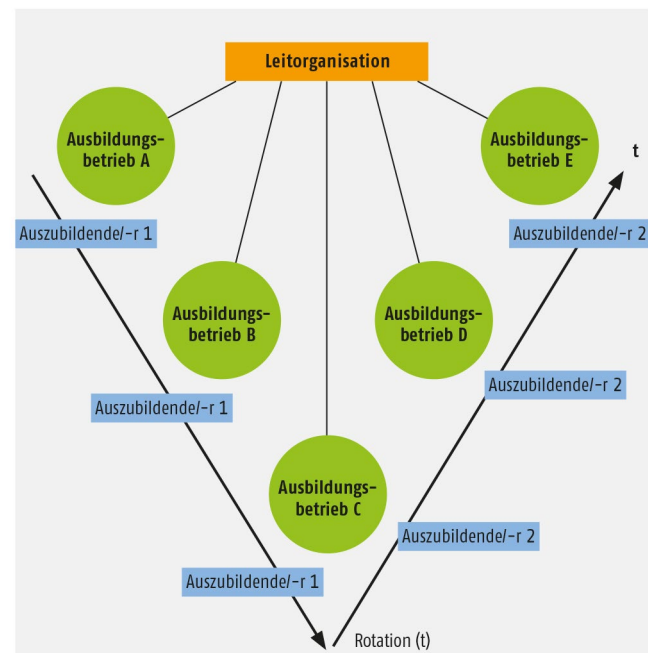 Leitorganisation
Ausbildungs-
betrieb A
Ausbildungs-
betrieb E
t
Auszubildende/-r 1
Auszubildende/-r 2
Ausbildungs-
betrieb B
Ausbildungs-
betrieb D
Auszubildende/-r 1
Auszubildende/-r 2
Ausbildungs-
betrieb C
Auszubildende/-r 2
Auszubildende/-r 1
Rotation (t)